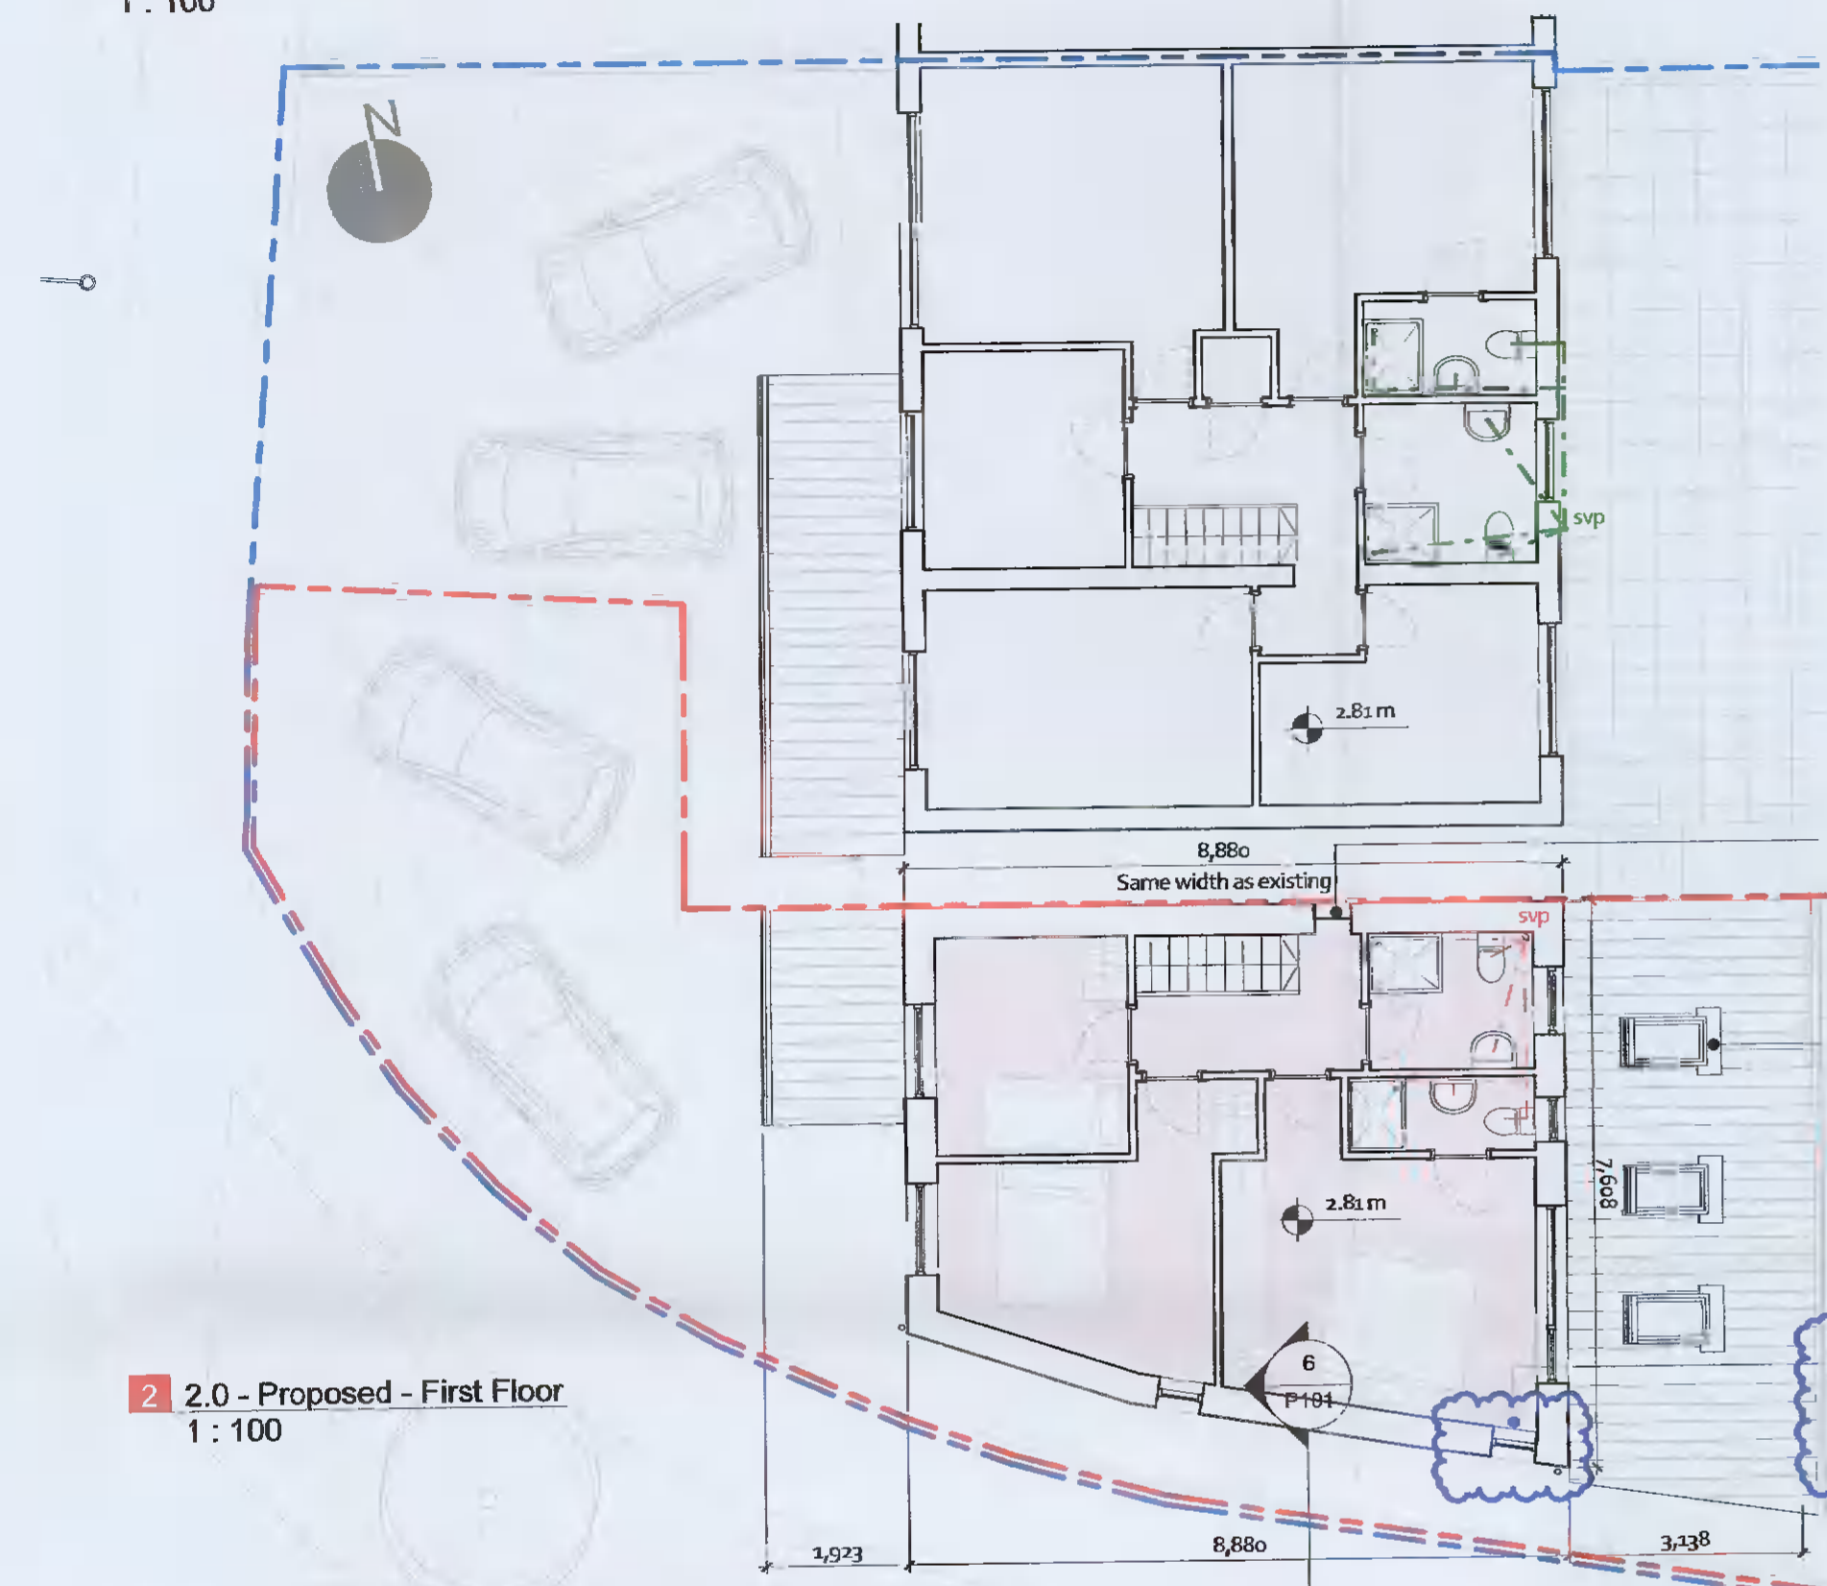 1 : 100
N
svp
2.81 m
8,880
Same width as existing
svp
7,608
2.81 m
6
P101
2 2.0 - Proposed - First Floor
1 : 100
1,923
8,880
3,138